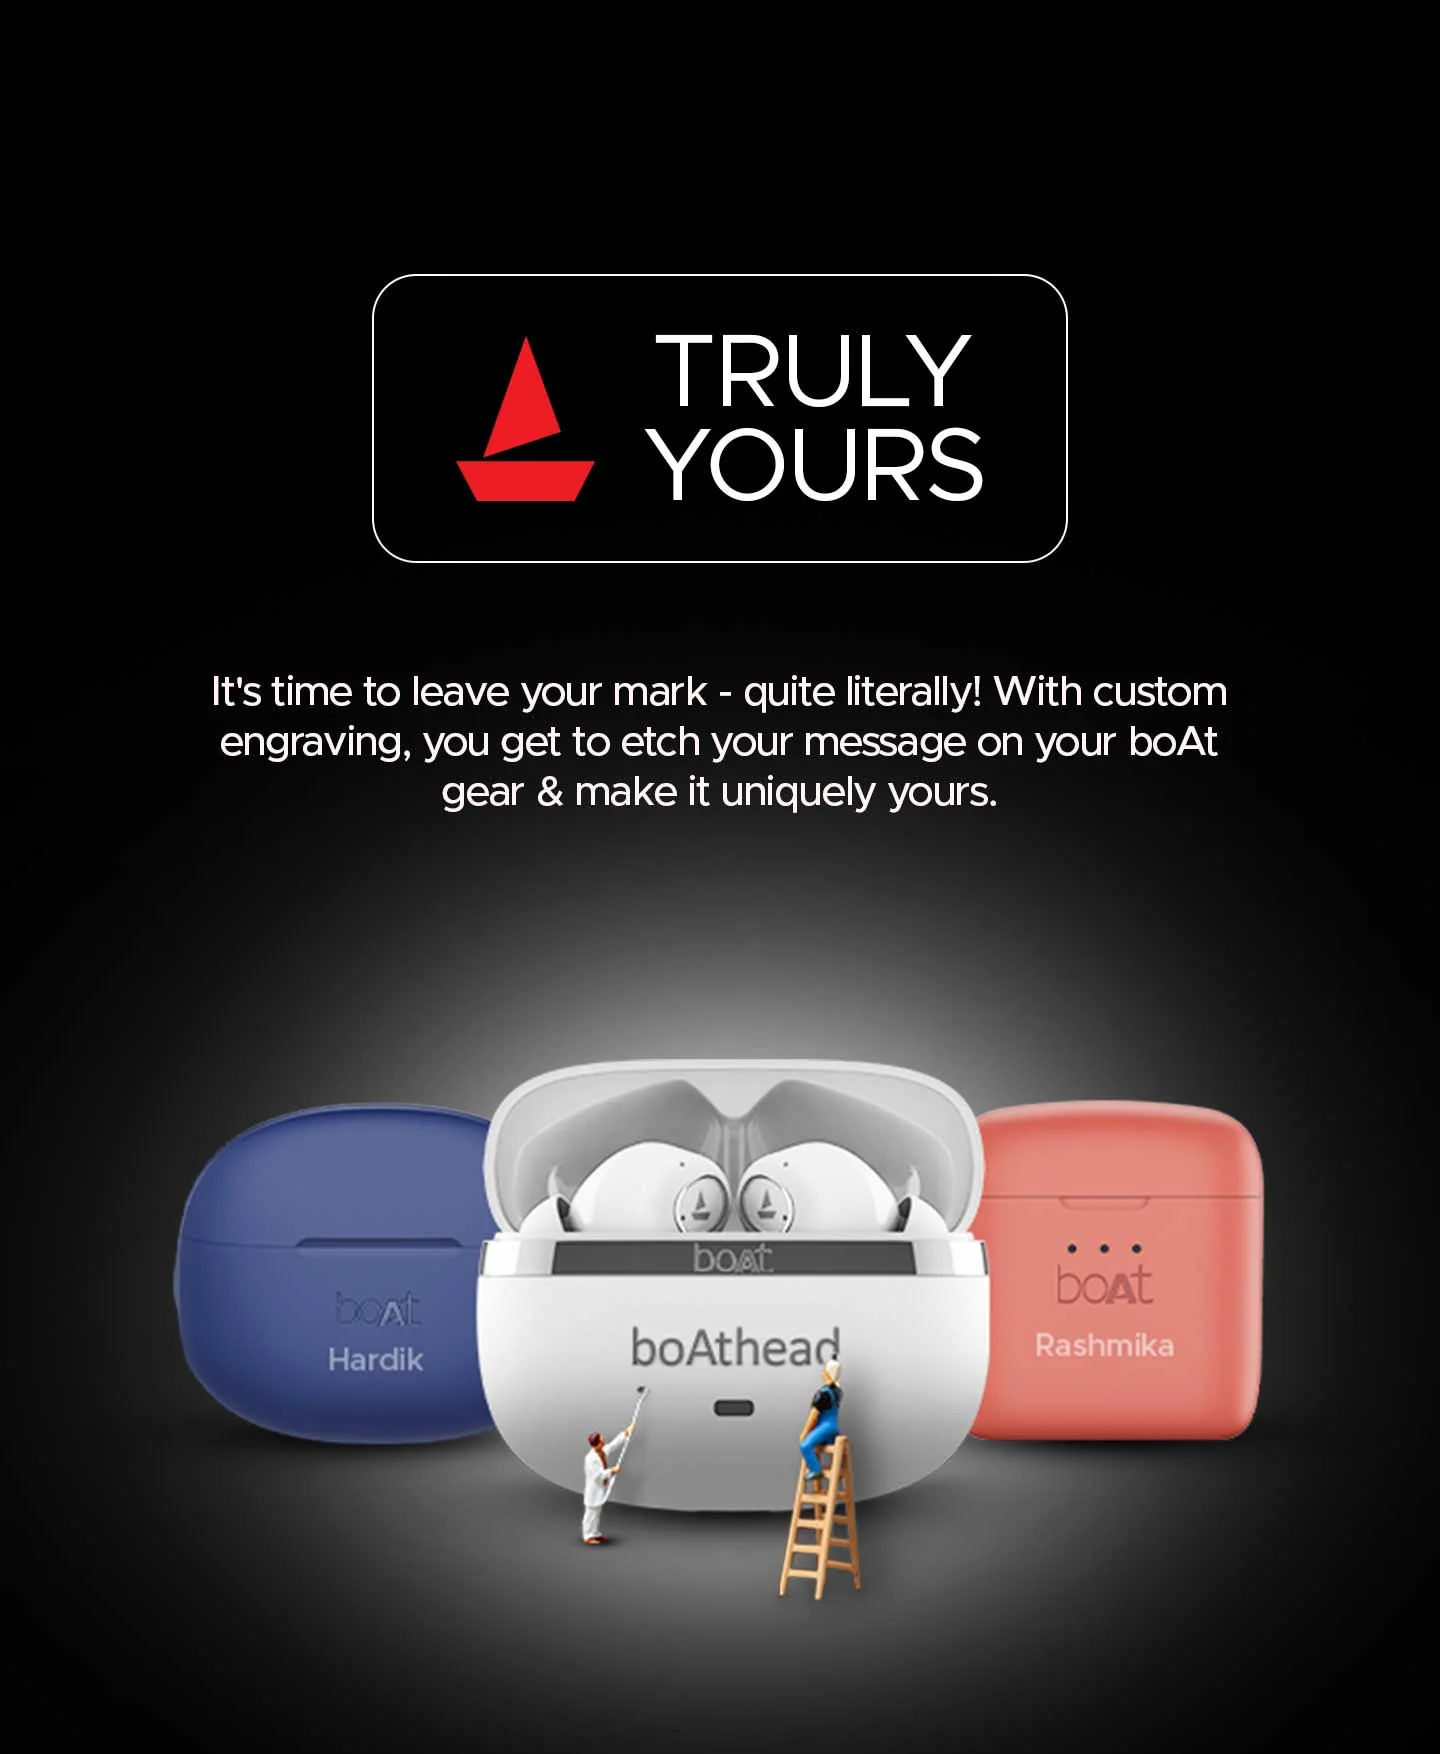 TRULY
YOURS
It's time to leave your mark - quite literally! With custom
engraving, you get to etch your message on your boAt
gear & make it uniquely yours.
boAt
boAthead
boAt
Hardik
boAt
Rashmika